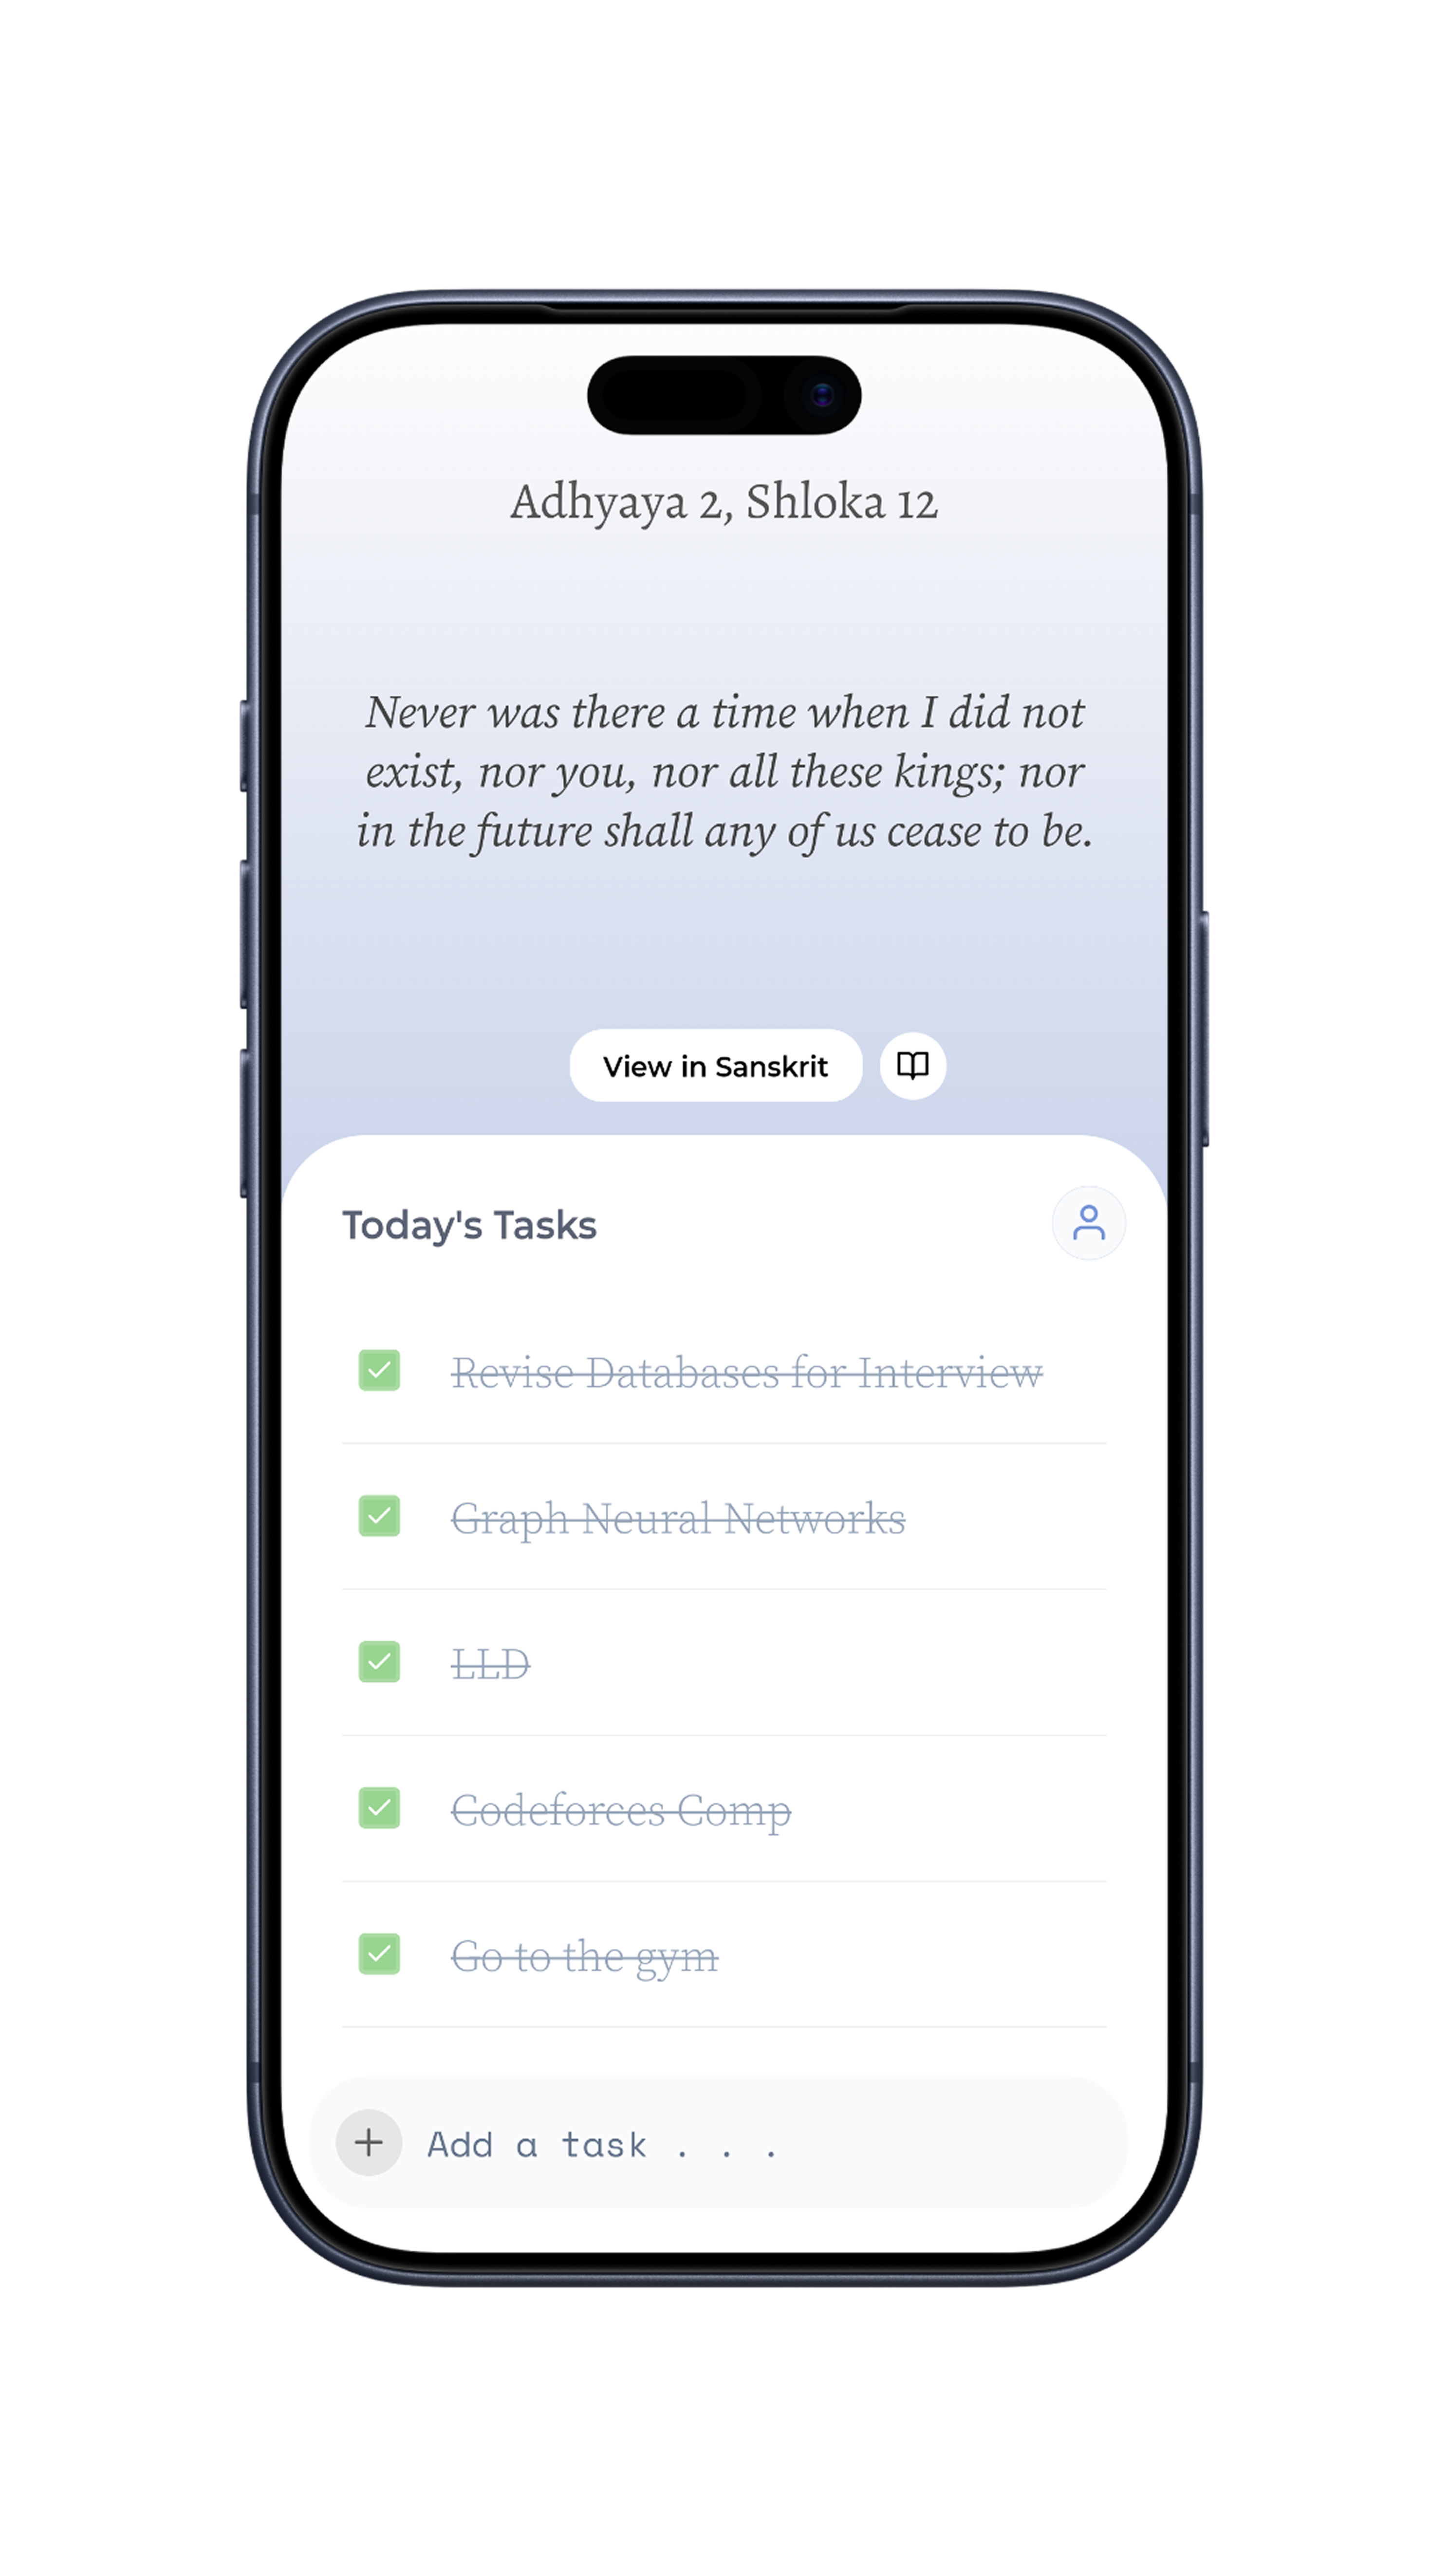 Adhyaya 2, Shloka 12
Never was there a time when I did not
exist, nor you, nor all these kings; nor
in the future shall any of us cease to be.
View in Sanskrit
Today's Tasks
Revise Databases for Interview
Graph Neural Networks
LLD
Codeforces Comp
Go to the gym
Add a task . . .